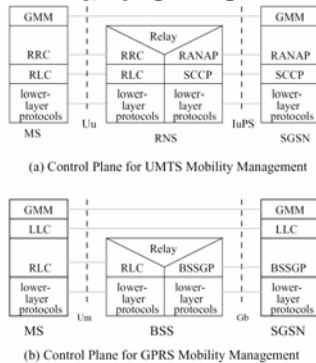 GMM GMM
Relay
RRC RRC RANAP RANAP
RLC RLC SCCP SCCP
lower- lower- lower- lower-
layer layer layer layer
protocols protocols protocols protocols
MS Uu RNS IuPS SGSN
(a) Control Plane for UMTS Mobility Management
GMM GMM
LLC LLC
Relay
RLC RLC BSSGP BSSGP
lower- lower- lower- lower-
layer layer layer layer
protocols protocols protocols protocols
MS Um BSS Gb SGSN
(b) Control Plane for GPRS Mobility Management